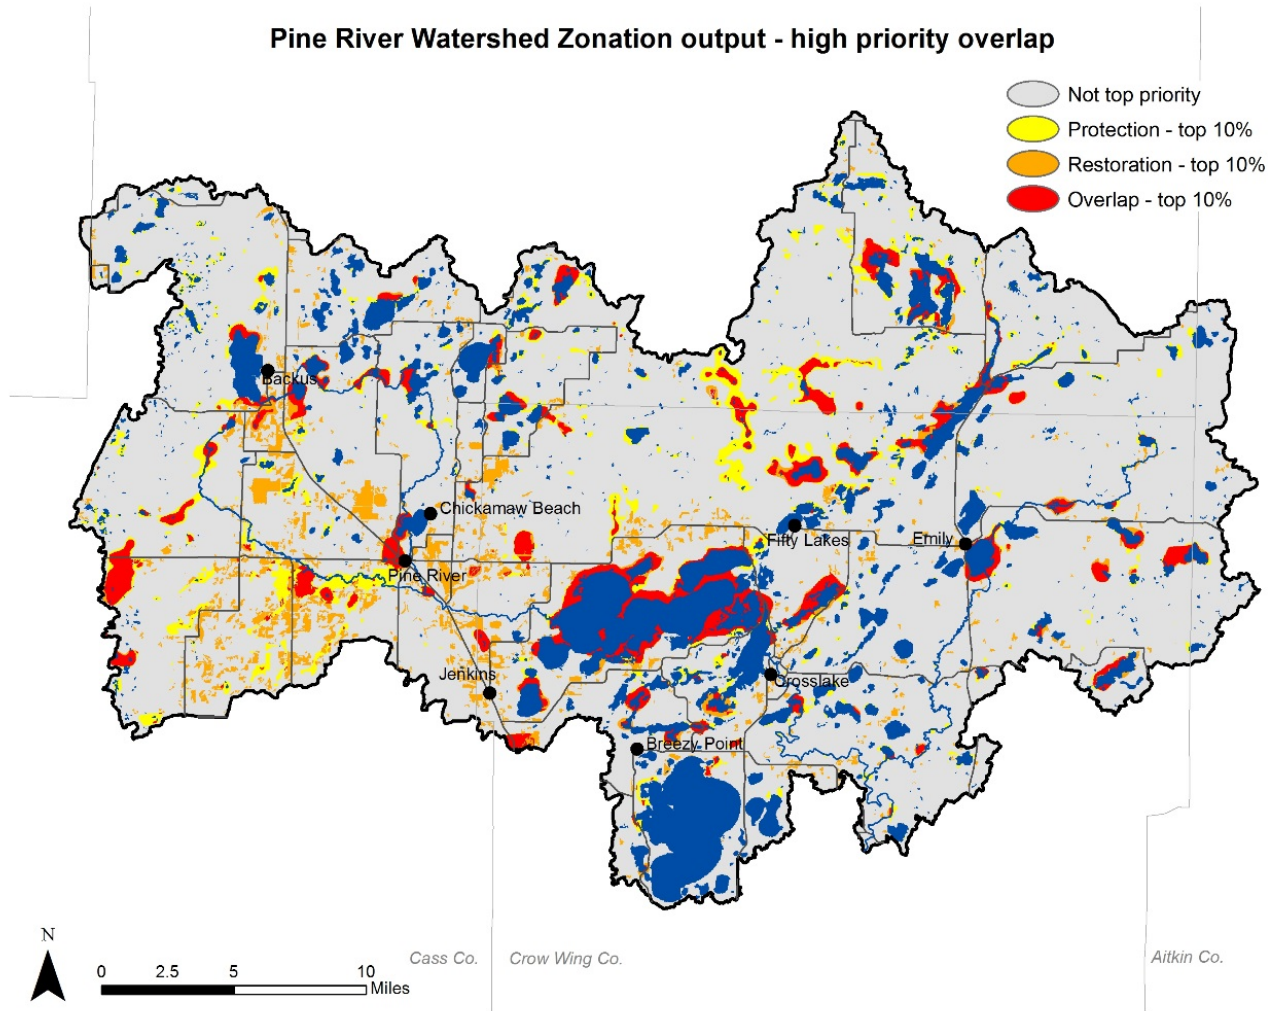 Pine River Watershed Zonation output - high priority overlap
Not top priority
Protection - top 10%
Restoration - top 10%
Overlap - top 10%
Backus
Chickamaw Beach
Fifty Lakes
Emily
Pine River
Jenkins
Crosslake
Breezy Point
N
Cass Co.
Crow Wing Co.
Aitkin Co.
0 2.5 5 10
Miles